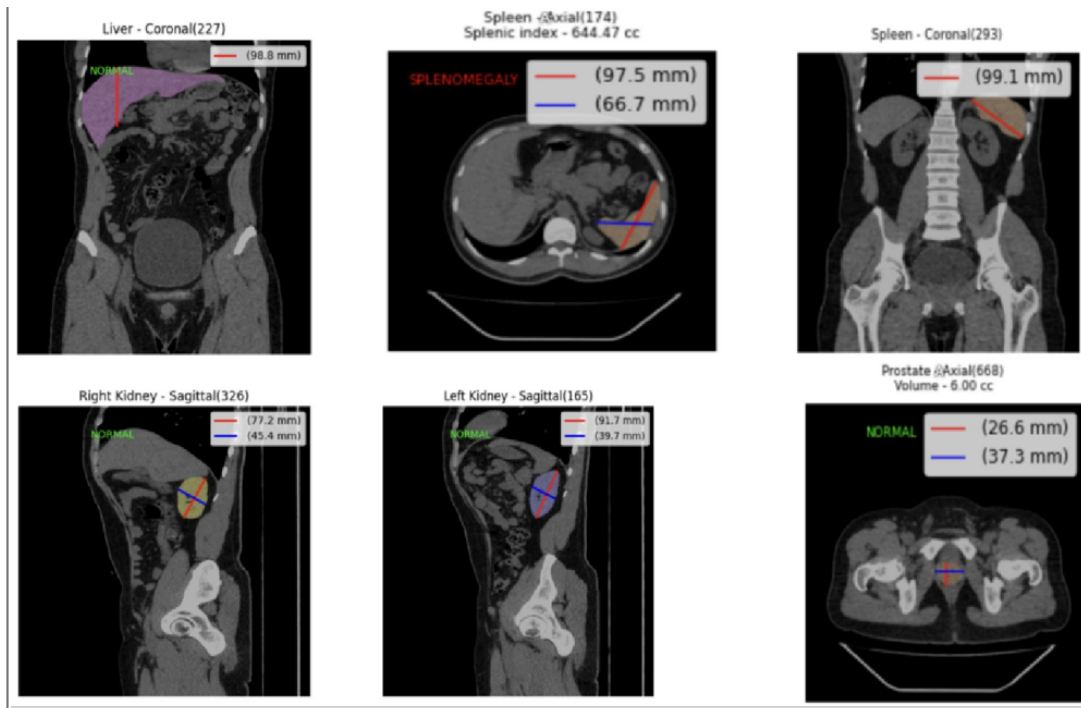 Liver - Coronal(227)
NORMAL
(98.8 mm)
Spleen - Axial(174)
Splenic index - 644.47 cc
SPLENOMEGALY
(97.5 mm)
(66.7 mm)
Spleen - Coronal(293)
(99.1 mm)
Right Kidney - Sagittal(326)
NORMAL
(77.2 mm)
(45.4 mm)
Left Kidney - Sagittal(165)
NORMAL
(91.7 mm)
(39.7 mm)
Prostate - Axial(668)
Volume - 6.00 cc
NORMAL
(26.6 mm)
(37.3 mm)